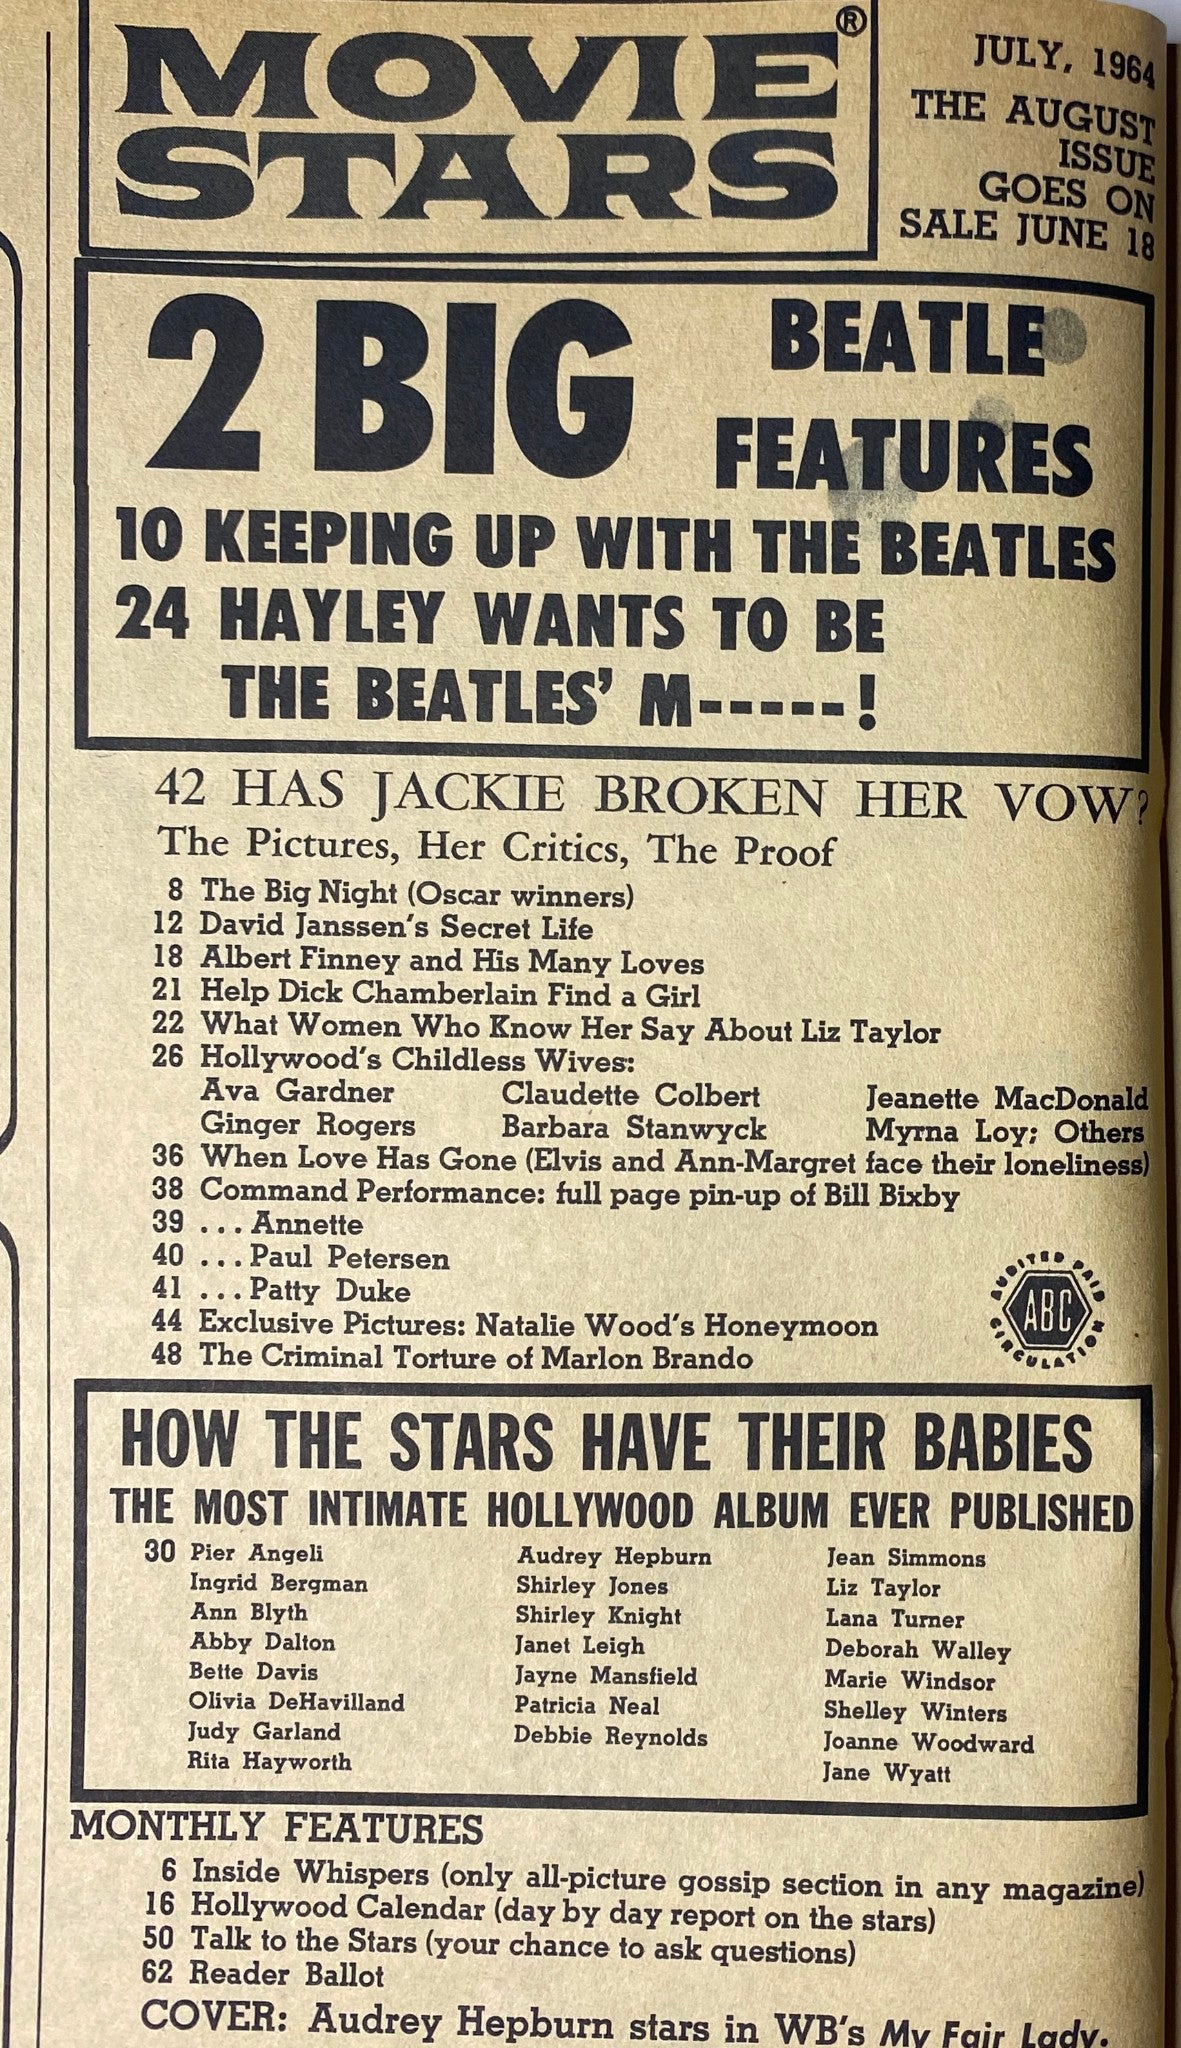 MOVIE ®
STARS
JULY, 1964
THE AUGUST
ISSUE
GOES ON
SALE JUNE 18
2 BIG BEATLE
FEATURES
10 KEEPING UP WITH THE BEATLES
24 HAYLEY WANTS TO BE
THE BEATLES' M-----!
42 HAS JACKIE BROKEN HER VOW?
The Pictures, Her Critics, The Proof
8 The Big Night (Oscar winners)
12 David Janssen's Secret Life
18 Albert Finney and His Many Loves
21 Help Dick Chamberlain Find a Girl
22 What Women Who Know Her Say About Liz Taylor
26 Hollywood's Childless Wives:
Ava Gardner Claudette Colbert Jeanette MacDonald
Ginger Rogers Barbara Stanwyck Myrna Loy; Others
36 When Love Has Gone (Elvis and Ann-Margret face their loneliness)
38 Command Performance: full page pin-up of Bill Bixby
39 ... Annette
40 ... Paul Petersen
41 ... Patty Duke
44 Exclusive Pictures: Natalie Wood's Honeymoon
48 The Criminal Torture of Marlon Brando
AUDITED PAID
ABC
CIRCULATION
HOW THE STARS HAVE THEIR BABIES
THE MOST INTIMATE HOLLYWOOD ALBUM EVER PUBLISHED
30 Pier Angeli Audrey Hepburn Jean Simmons
Ingrid Bergman Shirley Jones Liz Taylor
Ann Blyth Shirley Knight Lana Turner
Abby Dalton Janet Leigh Deborah Walley
Bette Davis Jayne Mansfield Marie Windsor
Olivia DeHavilland Patricia Neal Shelley Winters
Judy Garland Debbie Reynolds Joanne Woodward
Rita Hayworth Jane Wyatt
MONTHLY FEATURES
6 Inside Whispers (only all-picture gossip section in any magazine)
16 Hollywood Calendar (day by day report on the stars)
50 Talk to the Stars (your chance to ask questions)
62 Reader Ballot
COVER: Audrey Hepburn stars in WB's My Fair Lady.